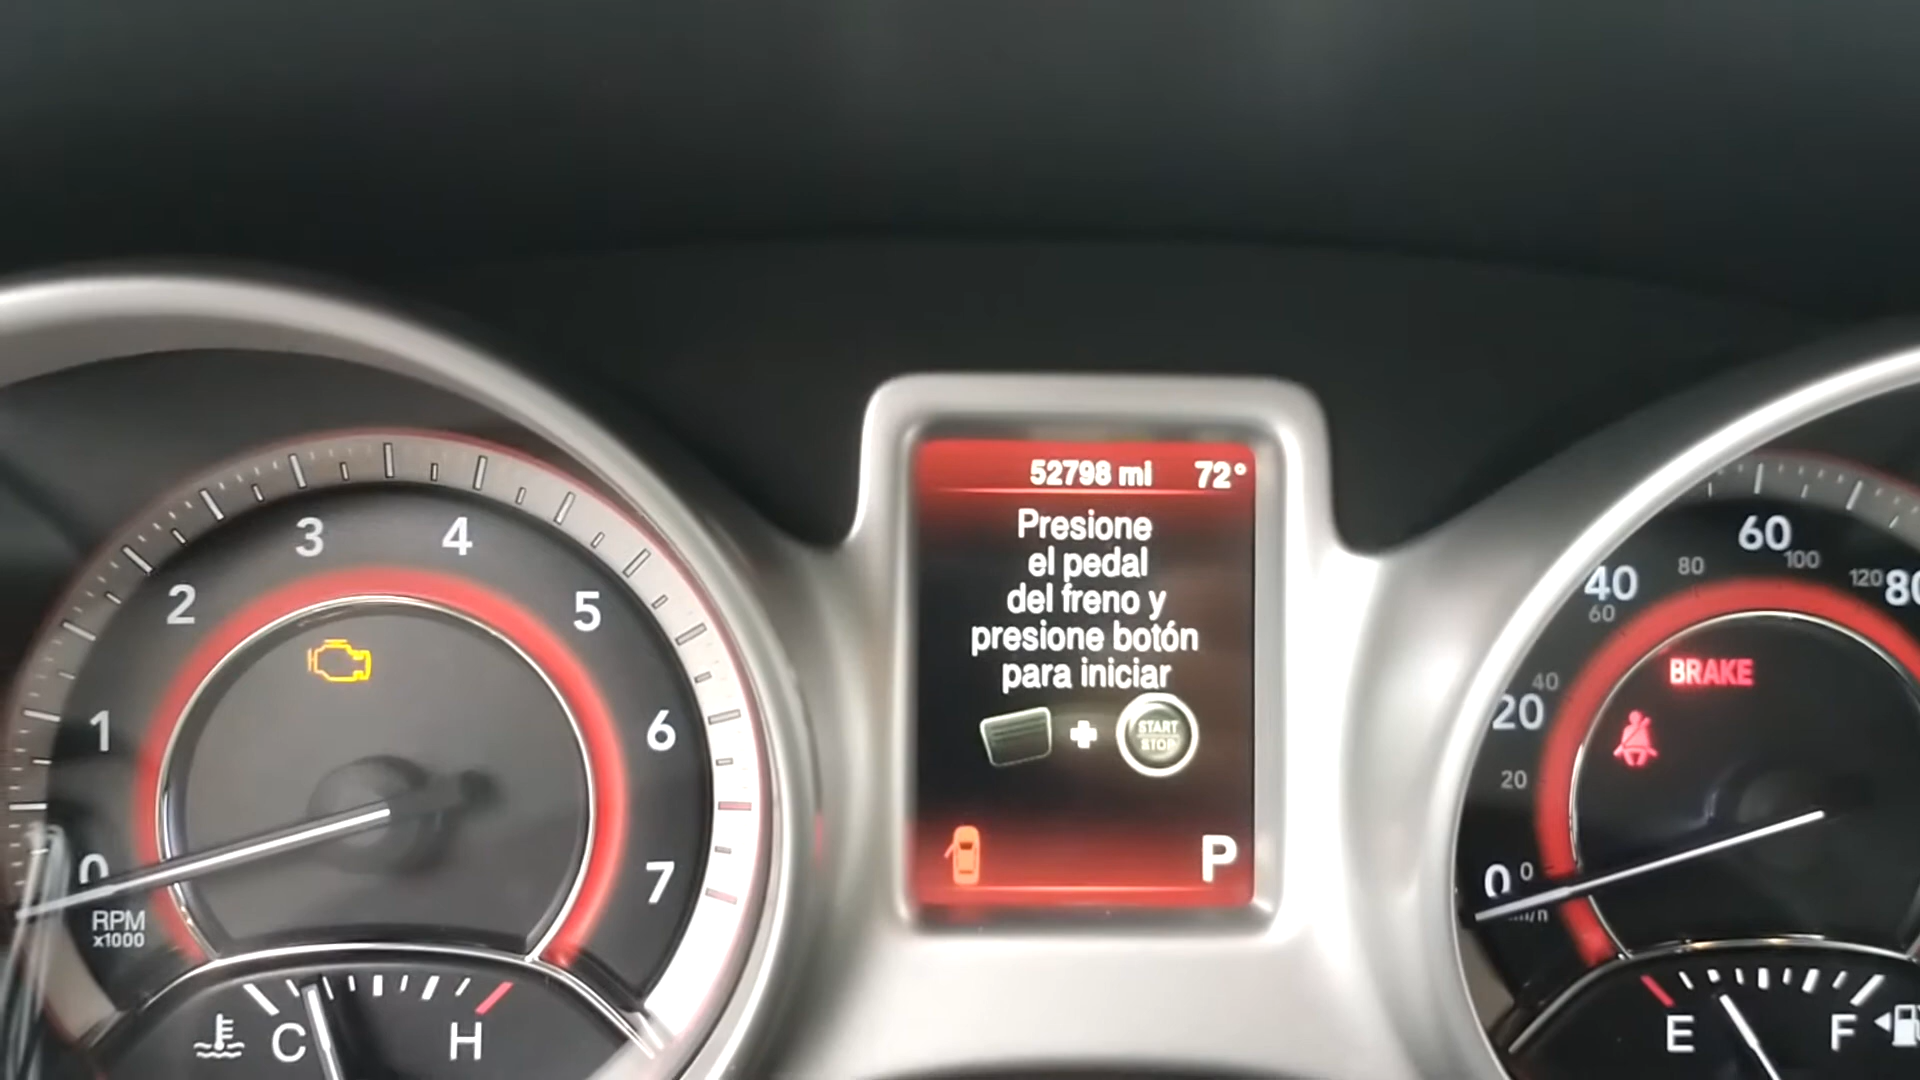 52798 mi 72°
Presione
el pedal
del freno y
presione botón
para iniciar
START
STOP
P
0 1 2 3 4 5 6 7
RPM
x1000
C H
0 20 40 60 80
0 20 40 60 80 100 120
BRAKE
E F